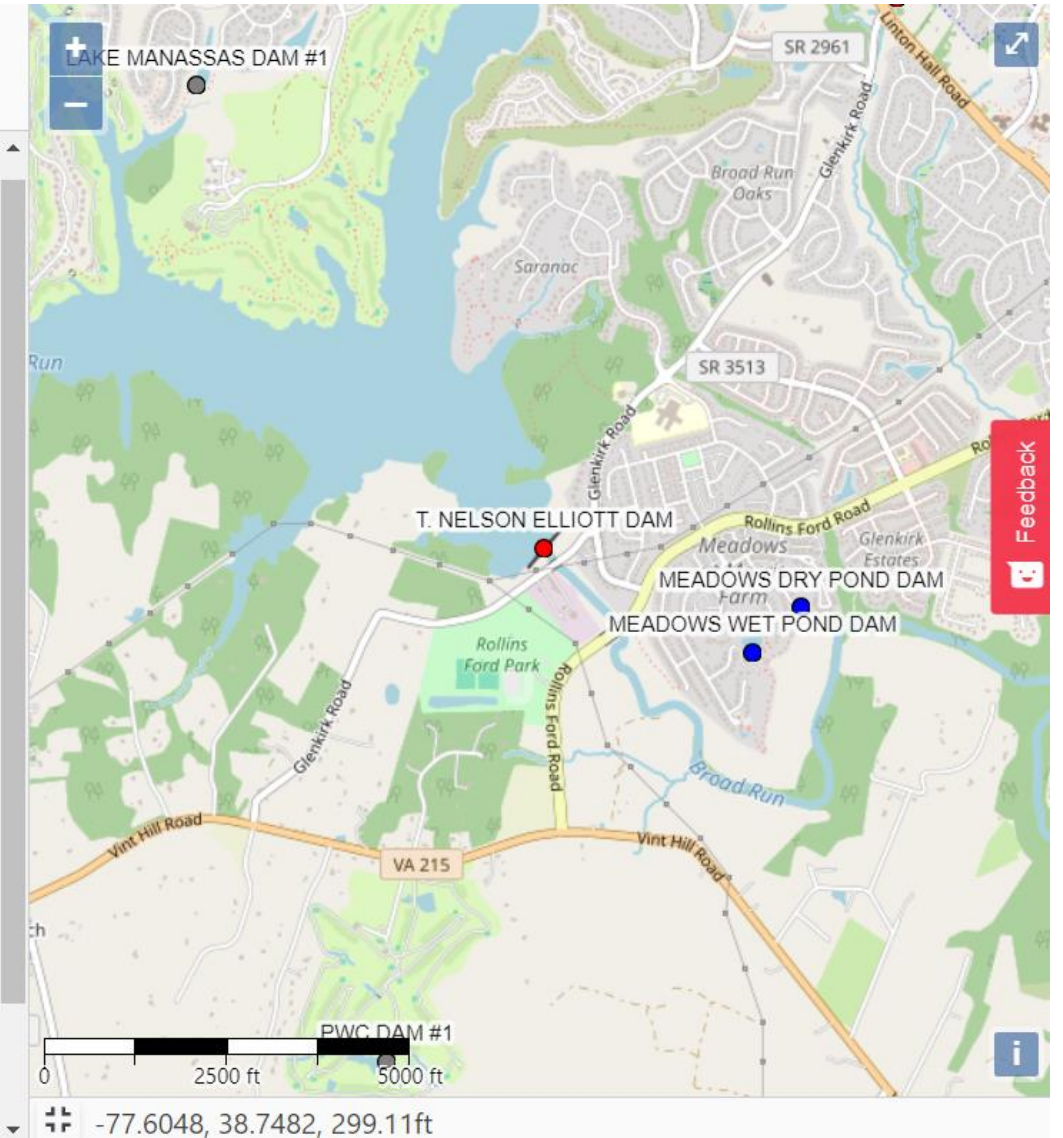 LAKE MANASSAS DAM #1
+
−
SR 2961
Linton Hall Road
Glenkirk Road
Broad Run
Oaks
Saranac
Run
SR 3513
Glenkirk Road
Feedback
T. NELSON ELLIOTT DAM
Rollins Ford Road
Meadows
Farm
Glenkirk
Estates
MEADOWS DRY POND DAM
MEADOWS WET POND DAM
Rollins
Ford Park
Rollins Ford Road
Glenkirk Road
Broad Run
Vint Hill Road
VA 215
Vint Hill Road
ch
PWC DAM #1
0
2500 ft
5000 ft
i
-77.6048, 38.7482, 299.11ft